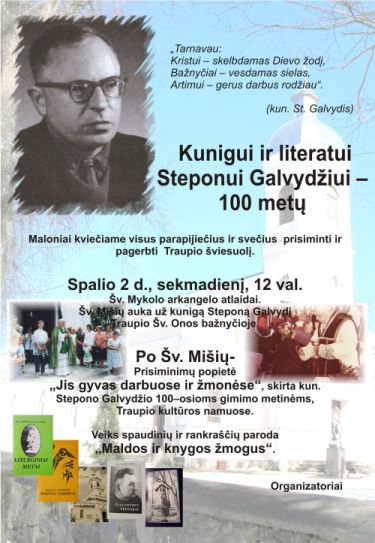 „Tarnavau:
Kristui – skelbdamas Dievo žodį,
Bažnyčiai – vesdamas sielas,
Artimui – gerus darbus rodžiau“.
(kun. St. Galvydis)
Kunigui ir literatui
Steponui Galvydžiui –
100 metų
Maloniai kviečiame visus parapijiečius ir svečius prisiminti ir
pagerbti Traupio šviesuolį.
Spalio 2 d., sekmadienį, 12 val.
Šv. Mykolo arkangelo atlaidai.
Šv. Mišių auka už kunigą Steponą Galvydį
Traupio Šv. Onos bažnyčioje.
Po Šv. Mišių-
Prisiminimų popietė
„Jis gyvas darbuose ir žmonėse“, skirta kun.
Stepono Galvydžio 100–osioms gimimo metinėms,
Traupio kultūros namuose.
Veiks spaudinių ir rankraščių paroda
„Maldos ir knygos žmogus“.
LITURGINIAI
METAI
Organizatoriai